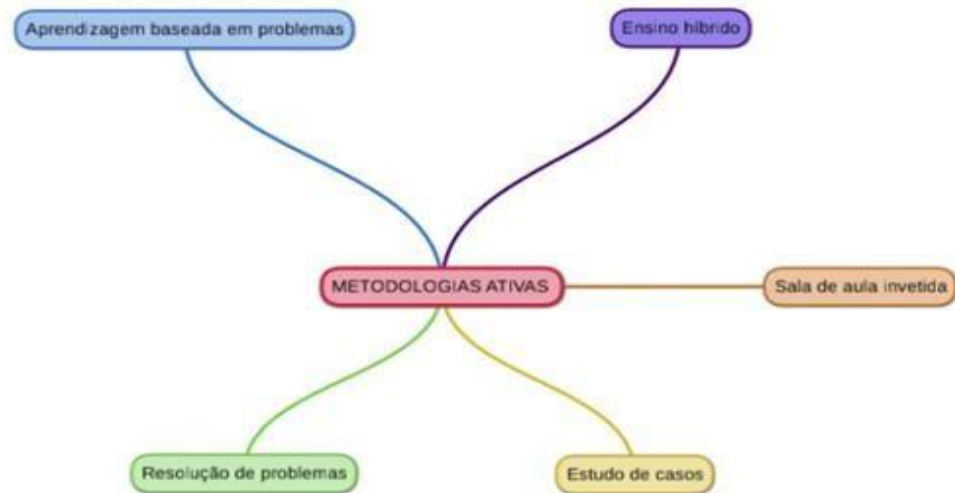 Aprendizagem baseada em problemas
Ensino híbrido
METODOLOGIAS ATIVAS
Sala de aula invetida
Resolução de problemas
Estudo de casos